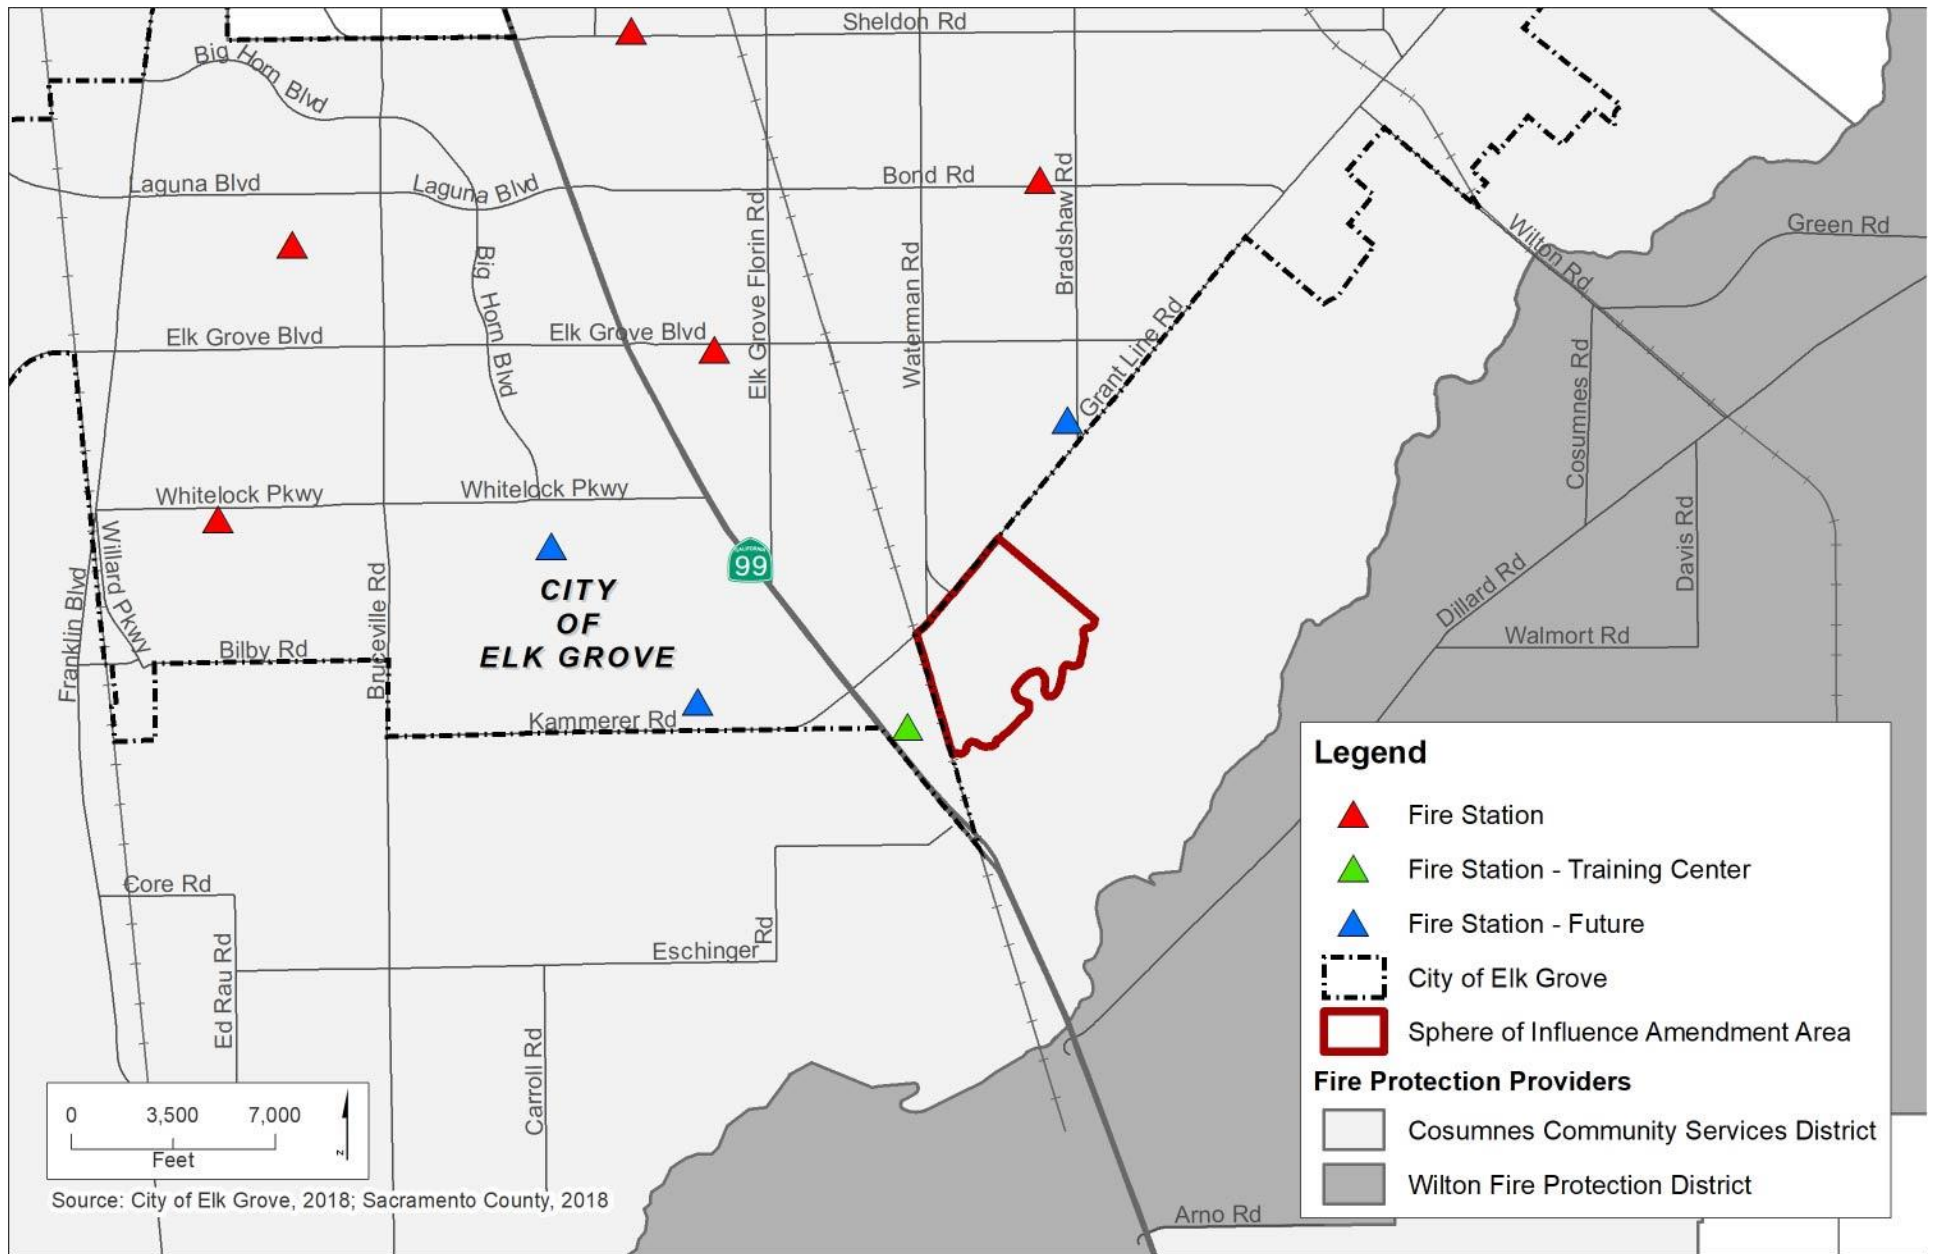 Sheldon Rd
Big Horn Blvd
Bond Rd
Bradshaw Rd
Laguna Blvd
Laguna Blvd
Elk Grove Florin Rd
Waterman Rd
Wilton Rd
Green Rd
Big Horn Blvd
Grant Line Rd
Elk Grove Blvd
Elk Grove Blvd
Cosumnes Rd
Whitelock Pkwy
Whitelock Pkwy
Davis Rd
Willard Pkwy
Franklin Blvd
Bruceville Rd
CALIFORNIA
99
CITY
OF
ELK GROVE
Dillard Rd
Walmort Rd
Bilby Rd
Kammerer Rd
Core Rd
Ed Rau Rd
Eschinger Rd
Carroll Rd
Arno Rd
Legend
Fire Station
Fire Station - Training Center
Fire Station - Future
City of Elk Grove
Sphere of Influence Amendment Area
Fire Protection Providers
Cosumnes Community Services District
Wilton Fire Protection District
0 3,500 7,000
Feet
N
Source: City of Elk Grove, 2018; Sacramento County, 2018